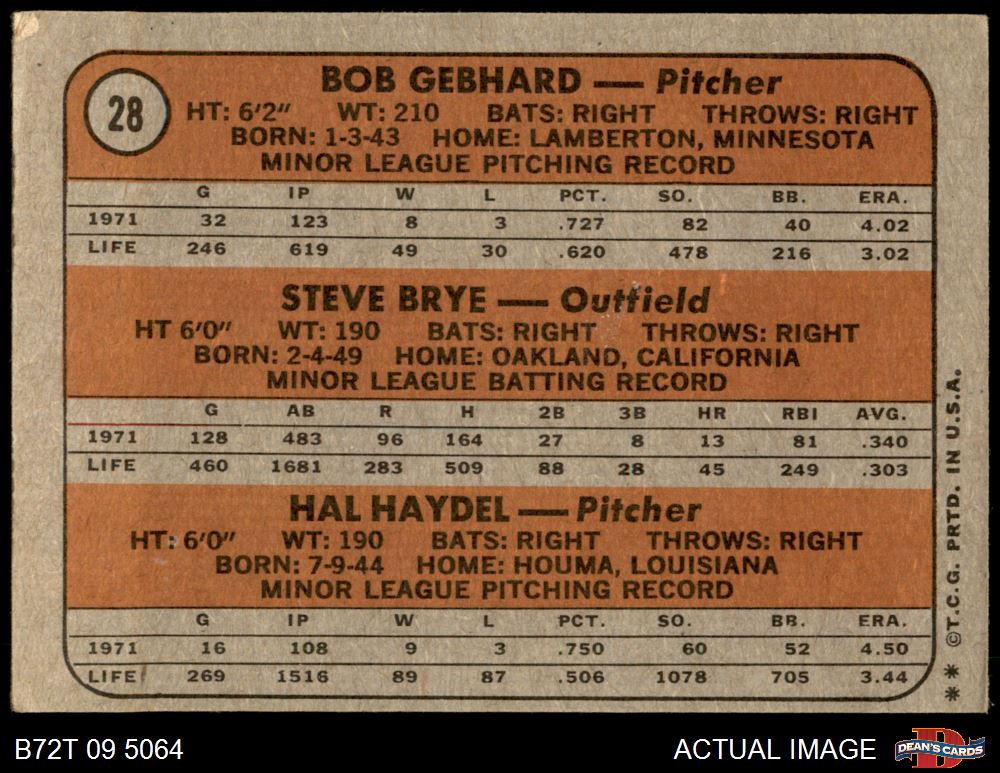 28
BOB GEBHARD — Pitcher
HT: 6'2" WT: 210 BATS: RIGHT THROWS: RIGHT
BORN: 1-3-43 HOME: LAMBERTON, MINNESOTA
MINOR LEAGUE PITCHING RECORD
G IP W L PCT. SO. BB. ERA.
1971 32 123 8 3 .727 82 40 4.02
LIFE 246 619 49 30 .620 478 216 3.02
STEVE BRYE — Outfield
HT 6'0" WT: 190 BATS: RIGHT THROWS: RIGHT
BORN: 2-4-49 HOME: OAKLAND, CALIFORNIA
MINOR LEAGUE BATTING RECORD
G AB R H 2B 3B HR RBI AVG.
1971 128 483 96 164 27 8 13 81 .340
LIFE 460 1681 283 509 88 28 45 249 .303
HAL HAYDEL — Pitcher
HT: 6'0" WT: 190 BATS: RIGHT THROWS: RIGHT
BORN: 7-9-44 HOME: HOUMA, LOUISIANA
MINOR LEAGUE PITCHING RECORD
G IP W L PCT. SO. BB. ERA.
1971 16 108 9 3 .750 60 52 4.50
LIFE 269 1516 89 87 .506 1078 705 3.44
** ©T.C.G. PRTD. IN U.S.A.
B72T 09 5064
ACTUAL IMAGE
D
DEAN'S CARDS